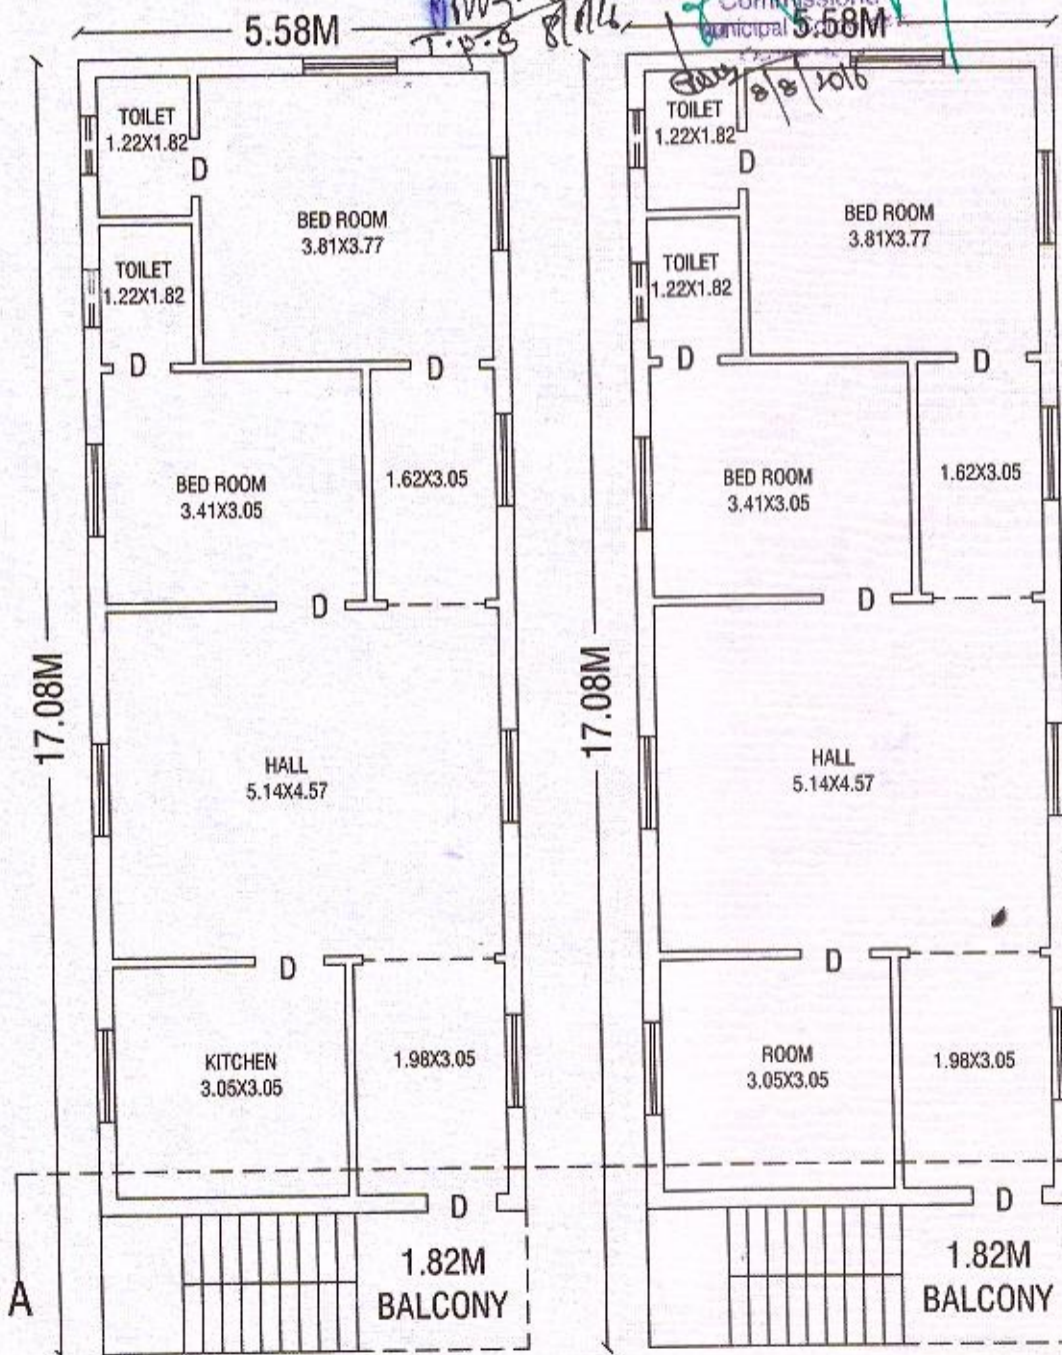 5.58M
T.P.S 8/8/16
TOILET
1.22X1.82
D
BED ROOM
3.81X3.77
TOILET
1.22X1.82
D
D
BED ROOM
3.41X3.05
1.62X3.05
D
17.08M
HALL
5.14X4.57
D
KITCHEN
3.05X3.05
1.98X3.05
D
1.82M
BALCONY
A
Municipal
5.58M
8/8/2016
TOILET
1.22X1.82
D
BED ROOM
3.81X3.77
TOILET
1.22X1.82
D
D
BED ROOM
3.41X3.05
1.62X3.05
D
17.08M
HALL
5.14X4.57
D
ROOM
3.05X3.05
1.98X3.05
D
1.82M
BALCONY